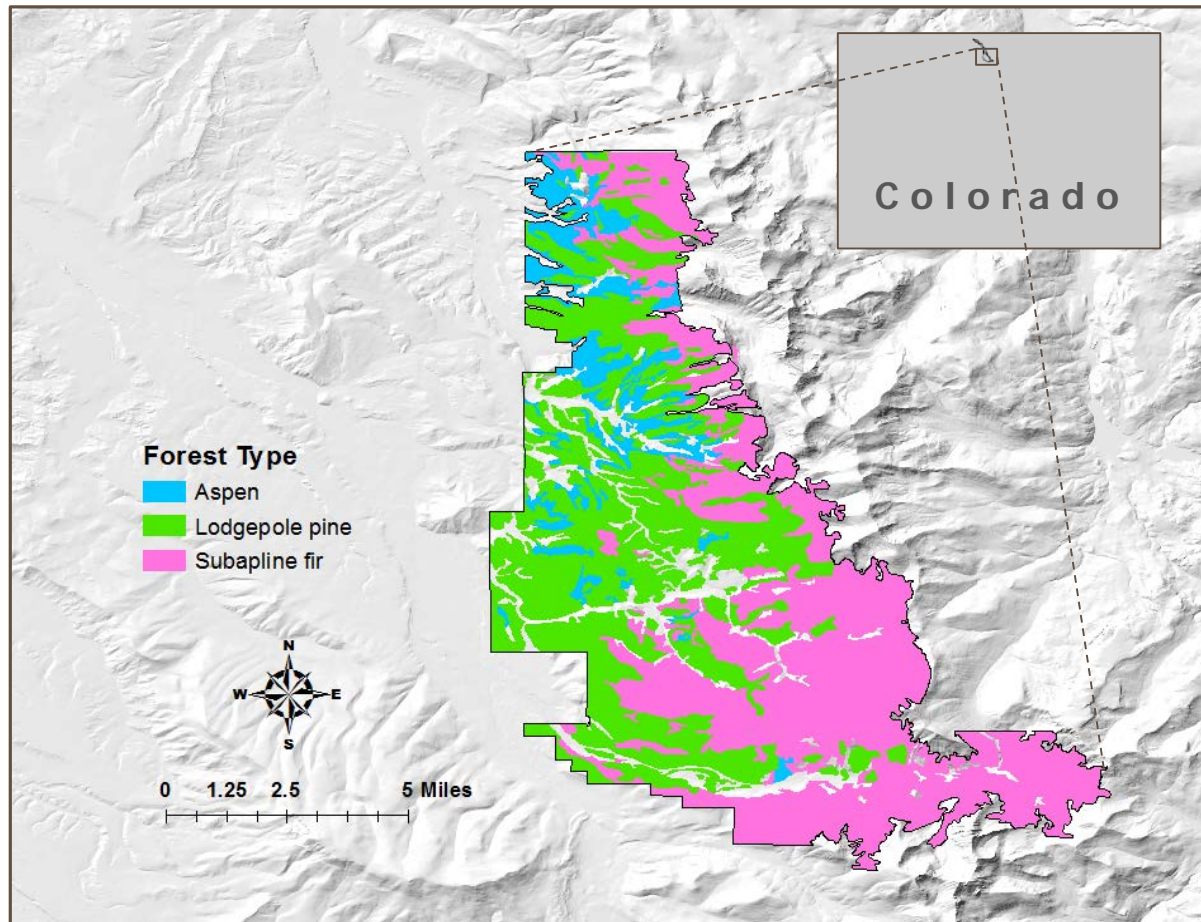 Colorado
Forest Type
Aspen
Lodgepole pine
Subapline fir
N
W E
S
0 1.25 2.5 5 Miles